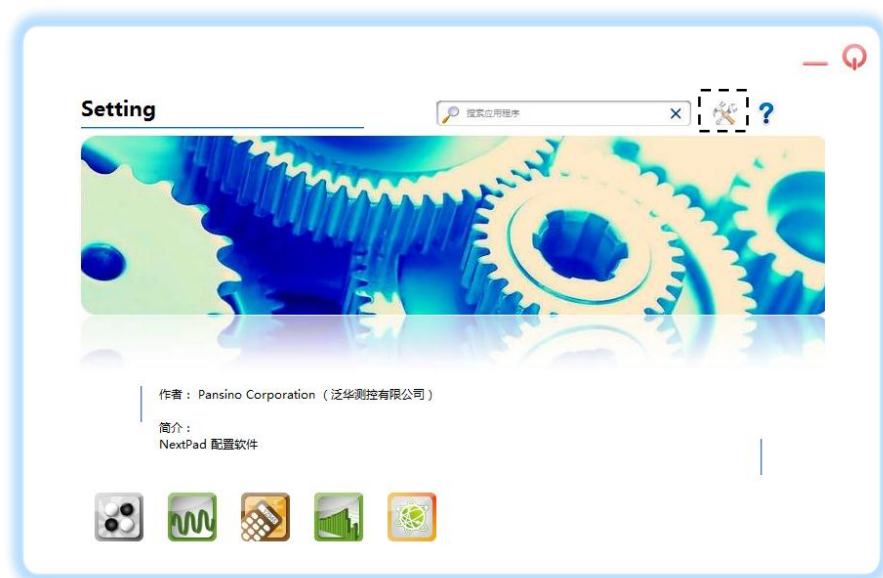 Setting
搜索应用程序
?
作者： Pansino Corporation （泛华测控有限公司）
简介：
NextPad 配置软件